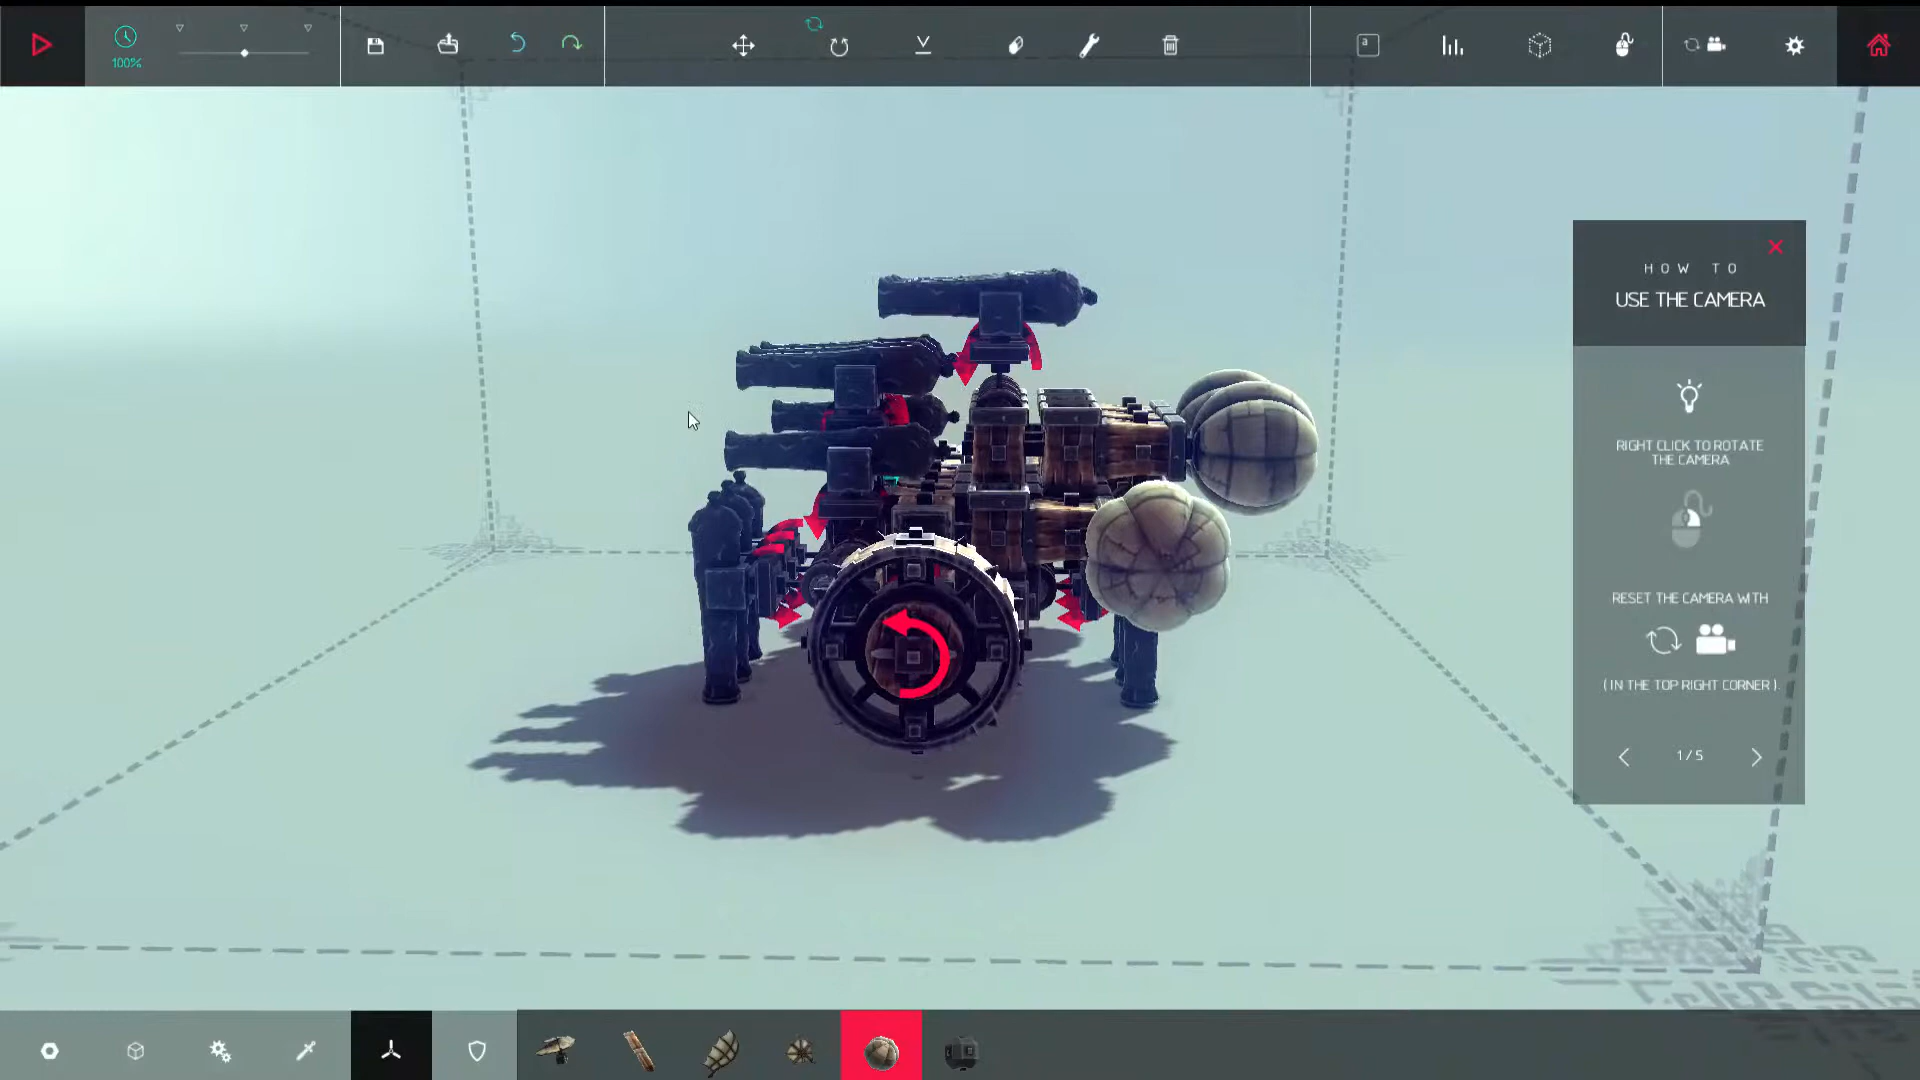 100%
a
HOW TO
USE THE CAMERA
RIGHT CLICK TO ROTATE
THE CAMERA
RESET THE CAMERA WITH
( IN THE TOP RIGHT CORNER ).
1/5